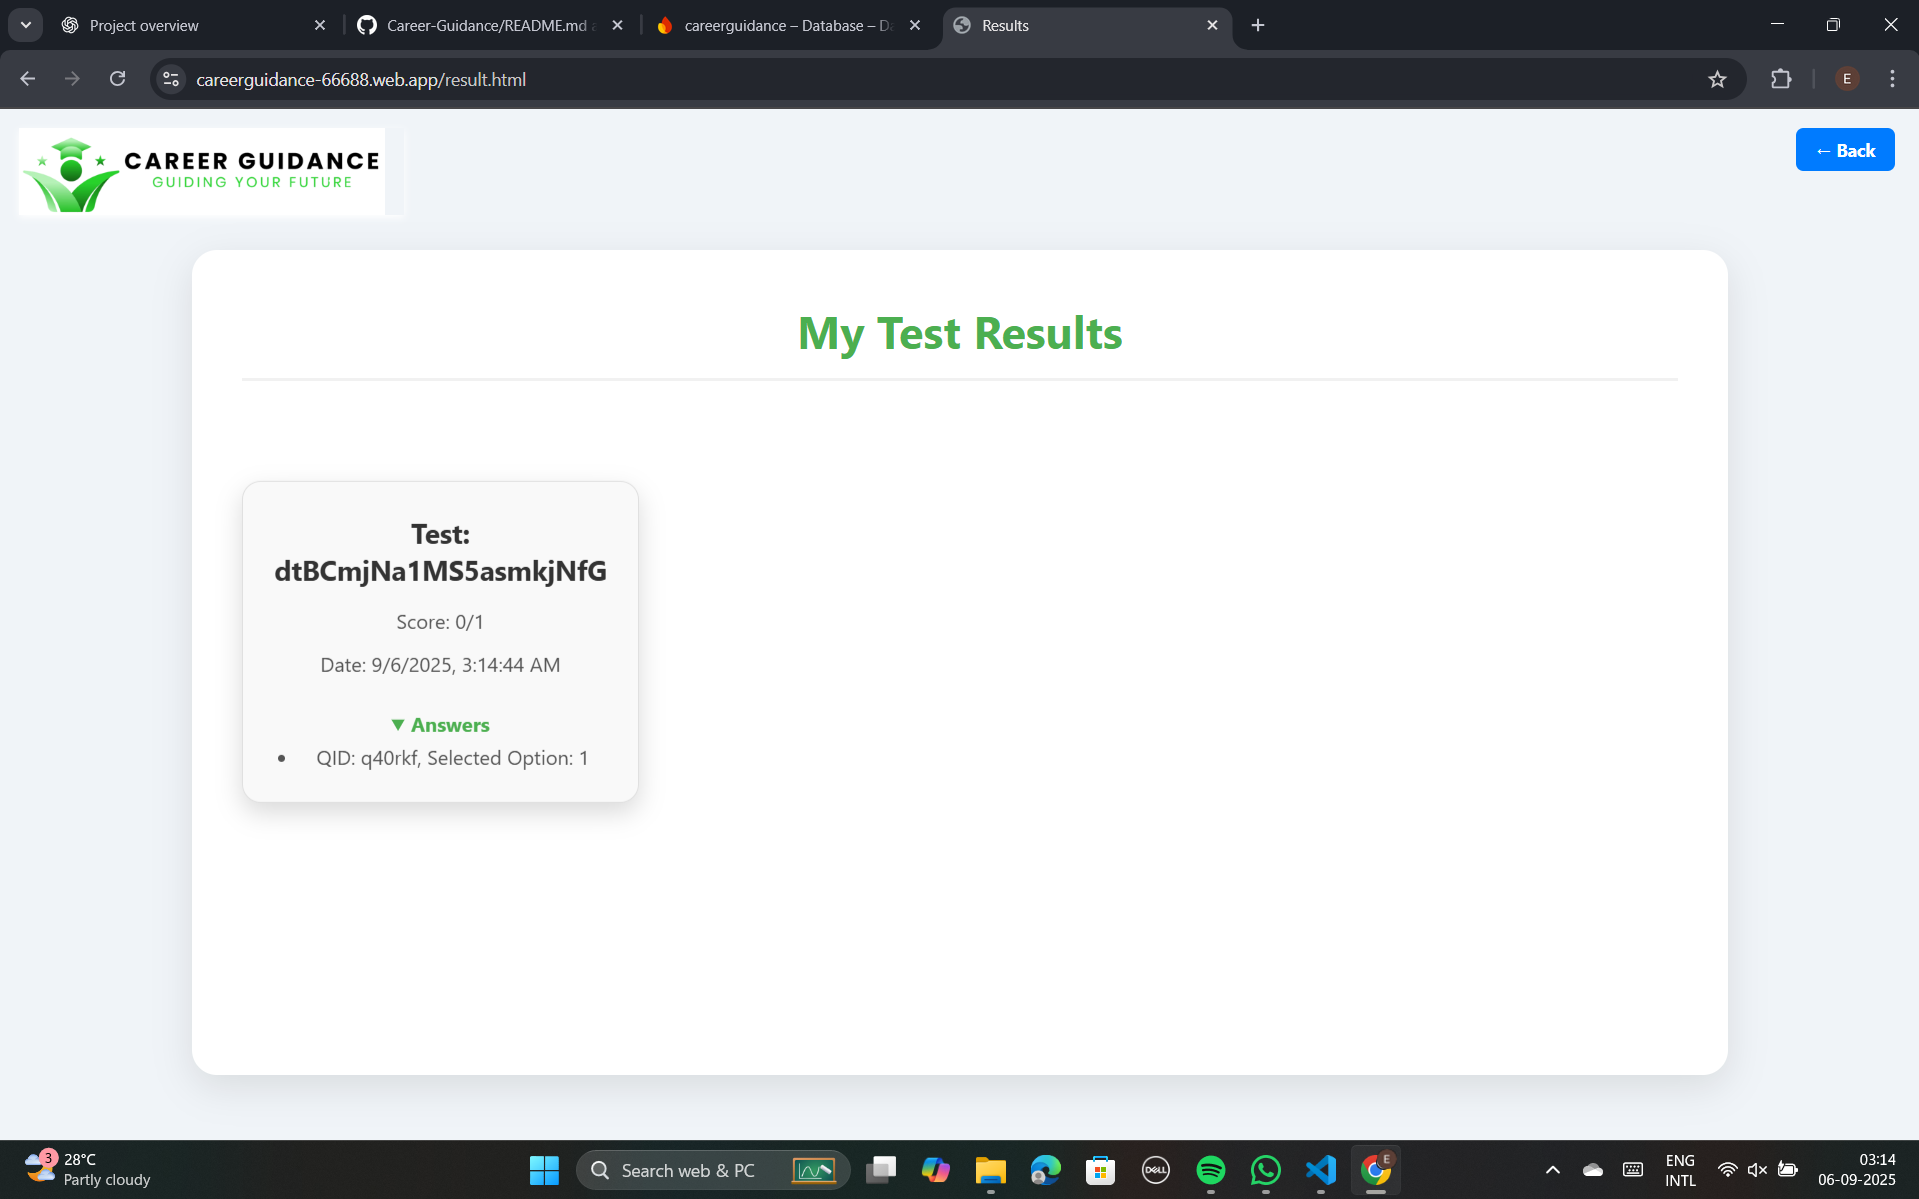 Project overview
Career-Guidance/README.md a
careerguidance – Database – Da
Results
careerguidance-66688.web.app/result.html
E
CAREER GUIDANCE
GUIDING YOUR FUTURE
← Back
My Test Results
Test:
dtBCmjNa1MS5asmkjNfG
Score: 0/1
Date: 9/6/2025, 3:14:44 AM
▼ Answers
• QID: q40rkf, Selected Option: 1
3
28°C
Partly cloudy
Search web & PC
DELL
E
ENG
INTL
03:14
06-09-2025